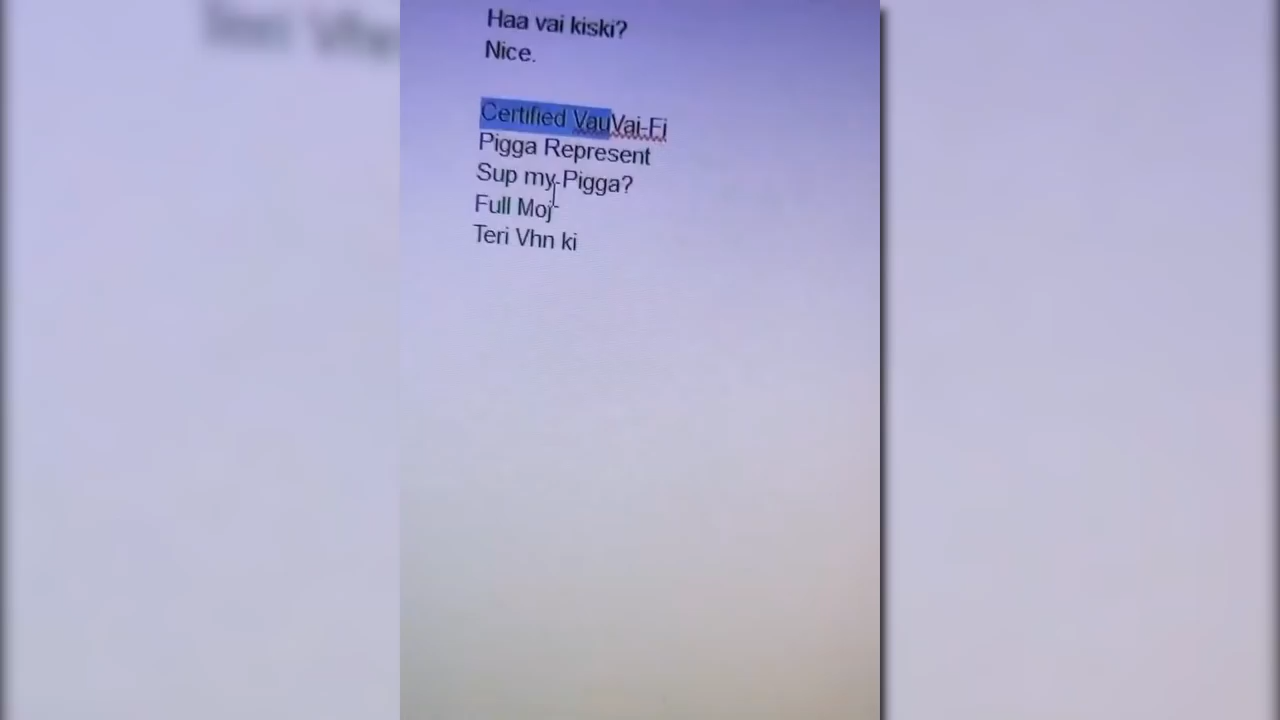 Haa vai kiski?
Nice.
Certified VauVai-Fi
Pigga Represent
Sup my Pigga?
Full Moj
Teri Vhn ki